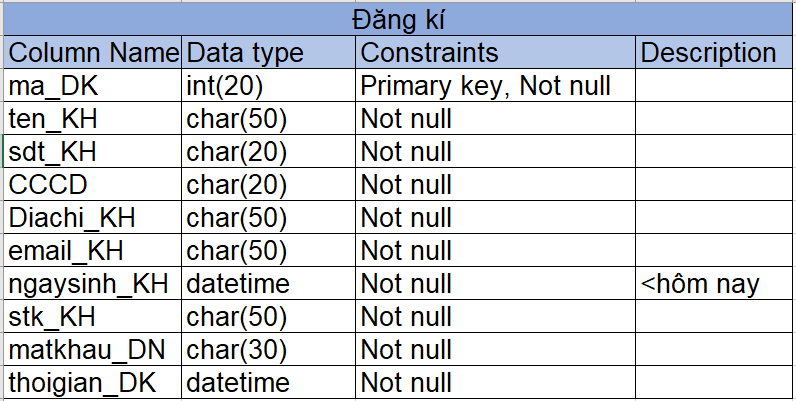 Đăng kí
Column Name Data type Constraints Description
ma_DK int(20) Primary key, Not null
ten_KH char(50) Not null
sdt_KH char(20) Not null
CCCD char(20) Not null
Diachi_KH char(50) Not null
email_KH char(50) Not null
ngaysinh_KH datetime Not null <hôm nay
stk_KH char(50) Not null
matkhau_DN char(30) Not null
thoigian_DK datetime Not null